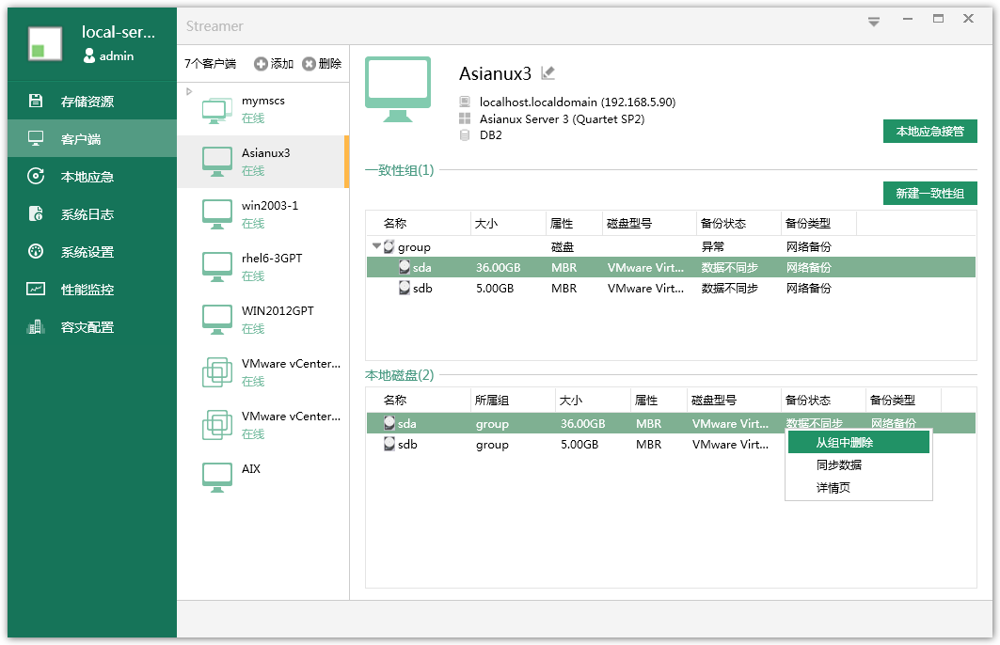 local-ser...
admin
存储资源
客户端
本地应急
系统日志
系统设置
性能监控
容灾配置
Streamer
7个客户端 添加 删除
mymscs
在线
Asianux3
在线
win2003-1
在线
rhel6-3GPT
在线
WIN2012GPT
在线
VMware vCenter...
在线
VMware vCenter...
在线
AIX
Asianux3
localhost.localdomain (192.168.5.90)
Asianux Server 3 (Quartet SP2)
DB2
本地应急接管
一致性组(1)
新建一致性组
名称 大小 属性 磁盘型号 备份状态 备份类型
group 磁盘 异常 网络备份
sda 36.00GB MBR VMware Virt... 数据不同步 网络备份
sdb 5.00GB MBR VMware Virt... 数据不同步 网络备份
本地磁盘(2)
名称 所属组 大小 属性 磁盘型号 备份状态 备份类型
sda group 36.00GB MBR VMware Virt... 数据不同步 网络备份
sdb group 5.00GB MBR VMware Virt...
从组中删除
同步数据
详情页